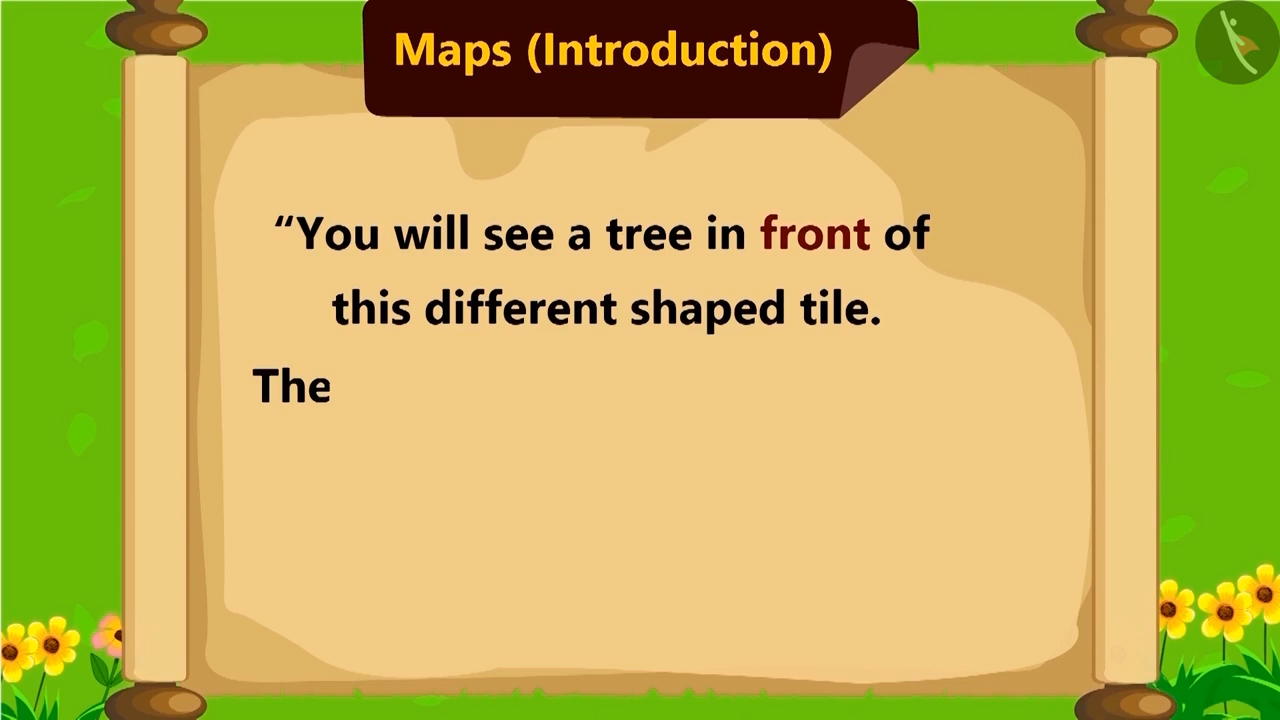 Maps (Introduction)
“You will see a tree in front of
this different shaped tile.
The